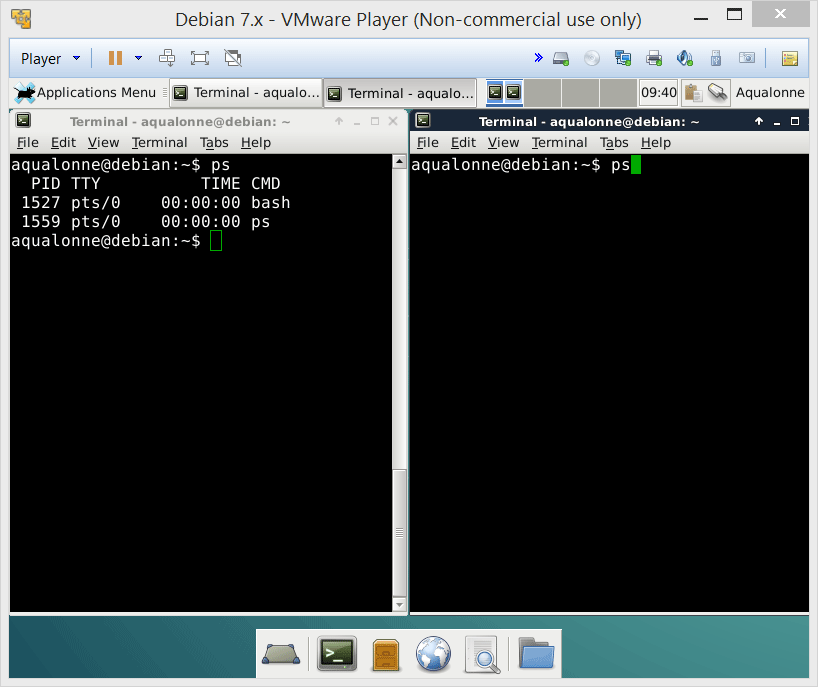 Debian 7.x - VMware Player (Non-commercial use only)
Player
Applications Menu
Terminal - aqualo...
Terminal - aqualo...
09:40
Aqualonne
Terminal - aqualonne@debian: ~
File Edit View Terminal Tabs Help
aqualonne@debian:~$ ps
  PID TTY          TIME CMD
 1527 pts/0    00:00:00 bash
 1559 pts/0    00:00:00 ps
aqualonne@debian:~$
Terminal - aqualonne@debian: ~
File Edit View Terminal Tabs Help
aqualonne@debian:~$ ps